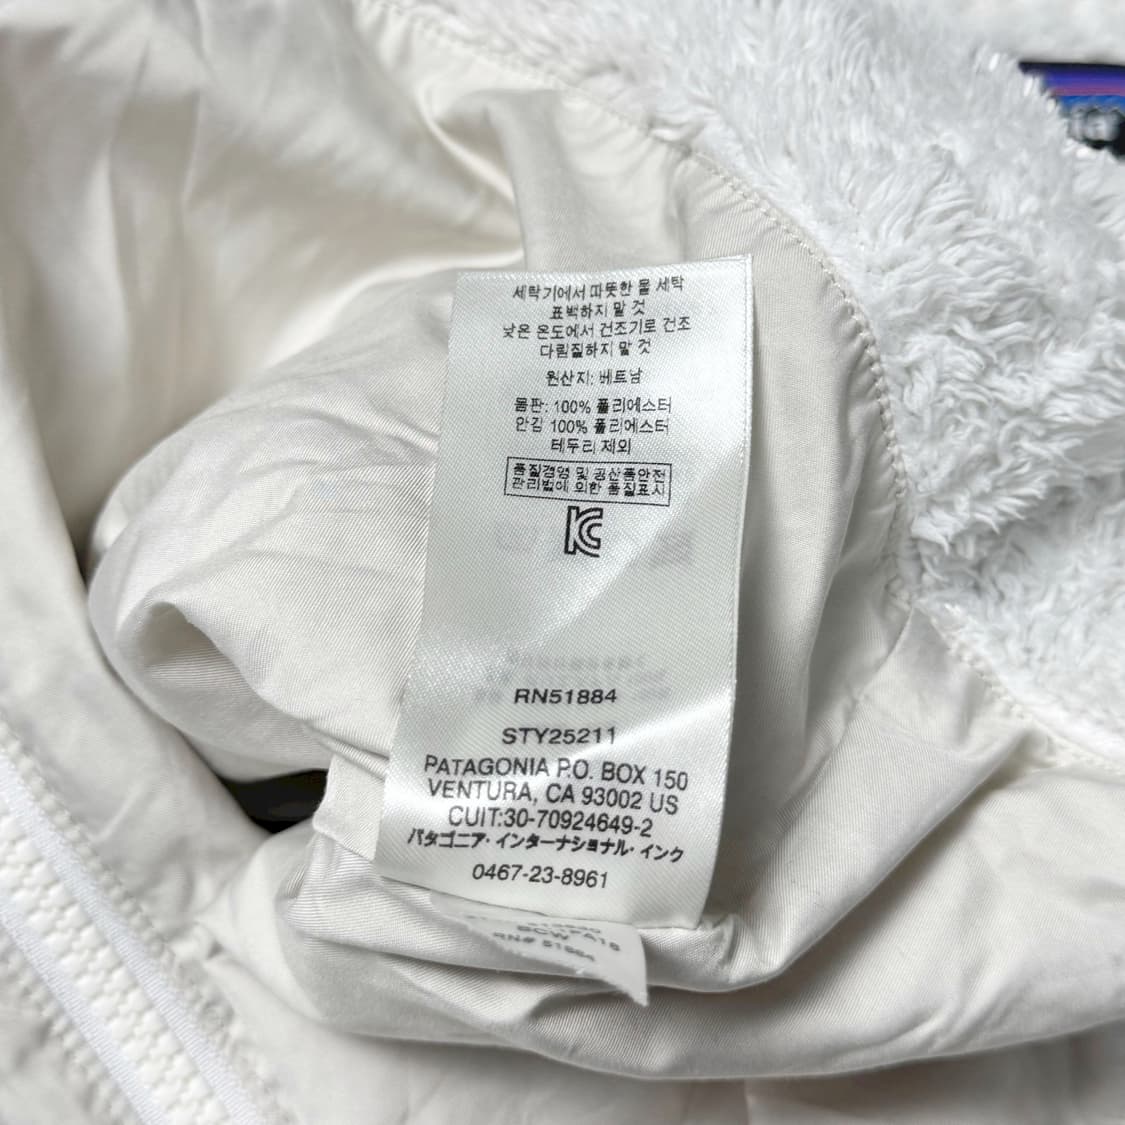 세탁기에서 따뜻한 물 세탁
표백하지 말 것
낮은 온도에서 건조기로 건조
다림질하지 말 것
원산지: 베트남
몸판: 100% 폴리에스터
안감 100% 폴리에스터
테두리 제외
품질경영 및 공산품안전
관리법에 의한 품질표시
KC
RN51884
STY25211
PATAGONIA P.O. BOX 150
VENTURA, CA 93002 US
CUIT:30-70924649-2
パタゴニア・インターナショナル・インク
0467-23-8961
BCW
RN# 51884